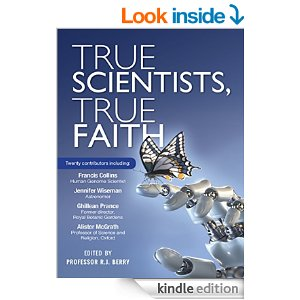 LOOK INSIDE!
TRUE
SCIENTISTS,
TRUE
FAITH
Twenty contributors including:
Francis Collins
Human Genome Scientist
Jennifer Wiseman
Astronomer
Ghillean Prance
Former director,
Royal Botanic Gardens
Alister McGrath
Professor of Science and
Religion, Oxford
EDITED BY
PROFESSOR R.J. BERRY
kindle edition